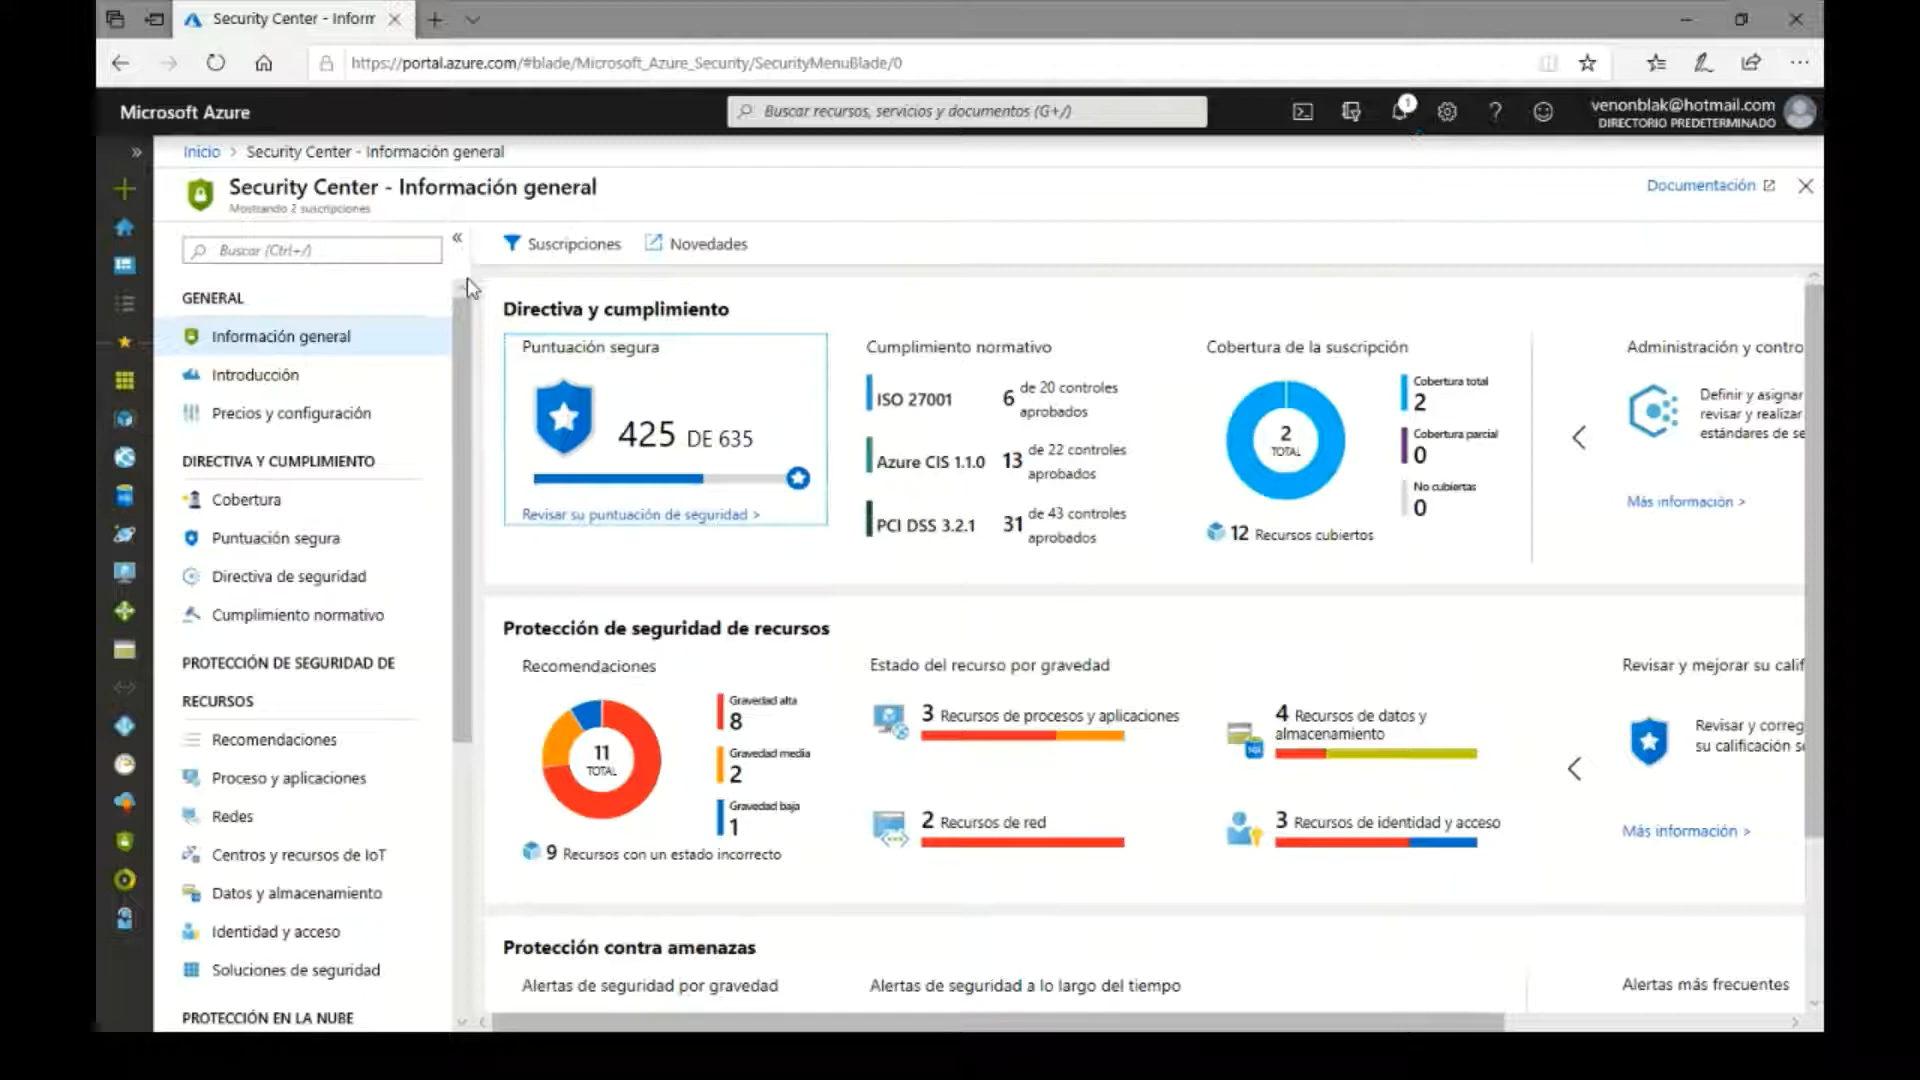 Security Center - Inforr
https://portal.azure.com/#blade/Microsoft_Azure_Security/SecurityMenuBlade/0
Microsoft Azure
Buscar recursos, servicios y documentos (G+/)
1
venonblak@hotmail.com
DIRECTORIO PREDETERMINADO
Inicio > Security Center - Información general
Security Center - Información general
Mostrando 2 suscripciones
Documentación
Buscar (Ctrl+/)
GENERAL
Información general
Introducción
Precios y configuración
DIRECTIVA Y CUMPLIMIENTO
Cobertura
Puntuación segura
Directiva de seguridad
Cumplimiento normativo
PROTECCIÓN DE SEGURIDAD DE
RECURSOS
Recomendaciones
Proceso y aplicaciones
Redes
Centros y recursos de IoT
Datos y almacenamiento
Identidad y acceso
Soluciones de seguridad
PROTECCIÓN EN LA NUBE
Suscripciones
Novedades
Directiva y cumplimiento
Puntuación segura
425 DE 635
Revisar su puntuación de seguridad >
Cumplimiento normativo
ISO 27001 6 de 20 controles
aprobados
Azure CIS 1.1.0 13 de 22 controles
aprobados
PCI DSS 3.2.1 31 de 43 controles
aprobados
Cobertura de la suscripción
2
TOTAL
Cobertura total
2
Cobertura parcial
0
No cubiertas
0
12 Recursos cubiertos
Administración y contro
Definir y asignar
revisar y realizar
estándares de se
Más información >
Protección de seguridad de recursos
Recomendaciones
11
TOTAL
Gravedad alta
8
Gravedad media
2
Gravedad baja
1
9 Recursos con un estado incorrecto
Estado del recurso por gravedad
3 Recursos de procesos y aplicaciones
4 Recursos de datos y
almacenamiento
2 Recursos de red
3 Recursos de identidad y acceso
Revisar y mejorar su calif
Revisar y correg
su calificación s
Más información >
Protección contra amenazas
Alertas de seguridad por gravedad
Alertas de seguridad a lo largo del tiempo
Alertas más frecuentes